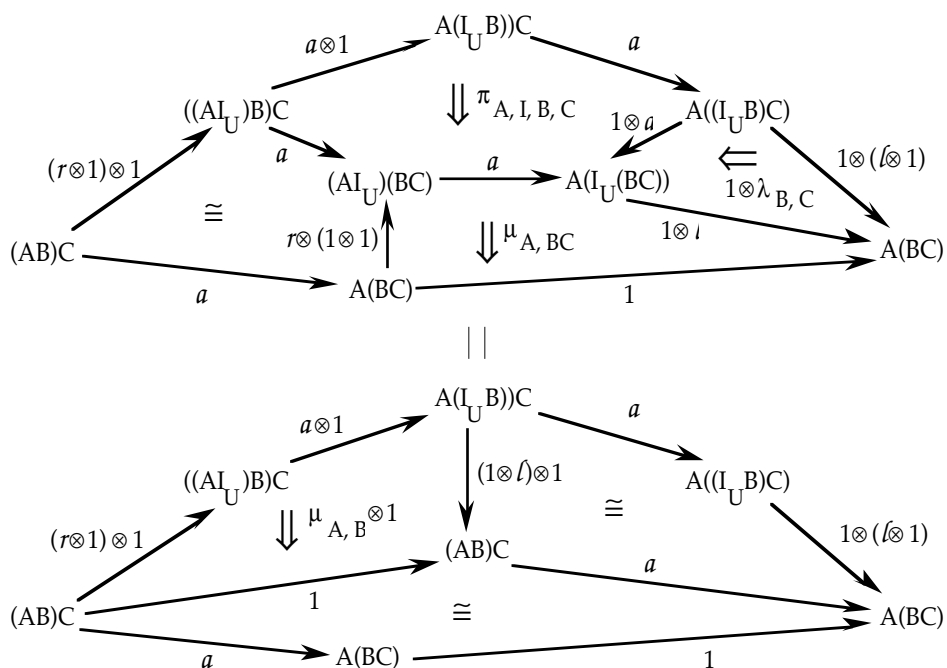 A(I_U B))C
a⊗1
a
⇓ π_{A, I, B, C}
((AI_U)B)C
A((I_U B)C)
1⊗a
(r⊗1)⊗1
a
a
⇐
1⊗(l⊗1)
(AI_U)(BC)
A(I_U(BC))
1⊗λ_{B, C}
≅
r⊗(1⊗1)
⇓ μ_{A, BC}
1⊗l
(AB)C
A(BC)
a
A(BC)
1
||
A(I_U B))C
a⊗1
a
((AI_U)B)C
(1⊗l)⊗1
A((I_U B)C)
(r⊗1)⊗1
⇓ μ_{A, B}⊗1
≅
1⊗(l⊗1)
(AB)C
a
1
≅
(AB)C
A(BC)
a
A(BC)
1